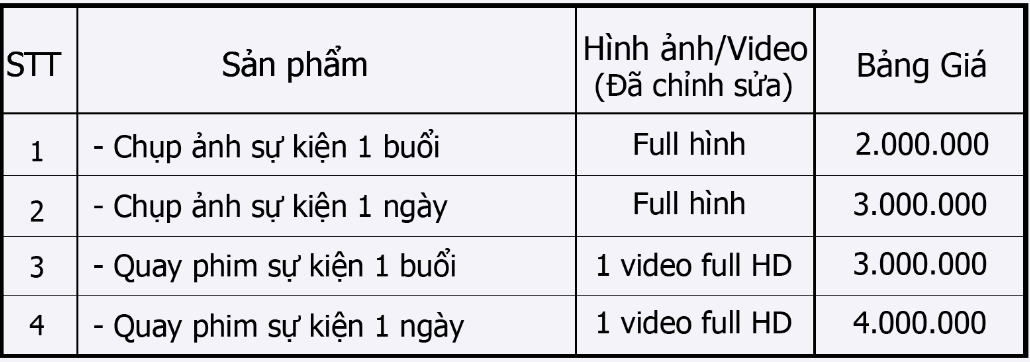 STT Sản phẩm Hình ảnh/Video (Đã chỉnh sửa) Bảng Giá
1 - Chụp ảnh sự kiện 1 buổi Full hình 2.000.000
2 - Chụp ảnh sự kiện 1 ngày Full hình 3.000.000
3 - Quay phim sự kiện 1 buổi 1 video full HD 3.000.000
4 - Quay phim sự kiện 1 ngày 1 video full HD 4.000.000